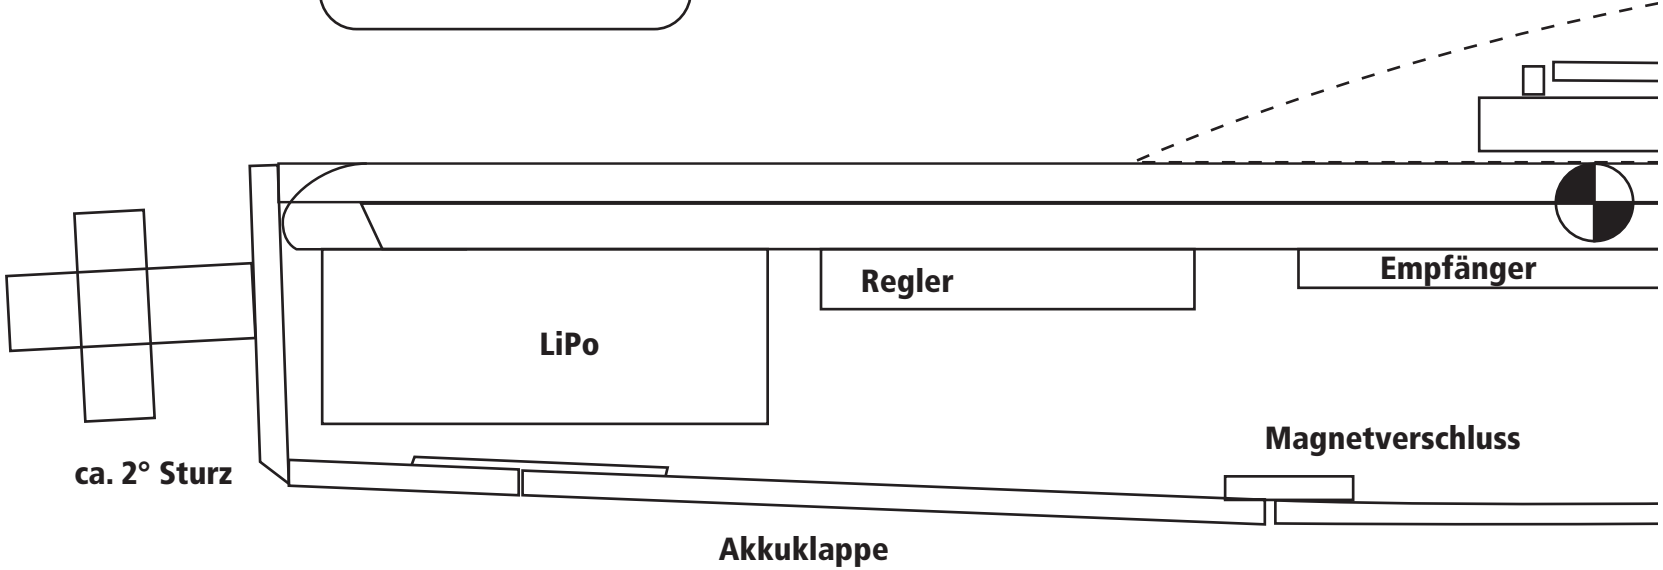 Empfänger
Regler
LiPo
Magnetverschluss
ca. 2° Sturz
Akkuklappe